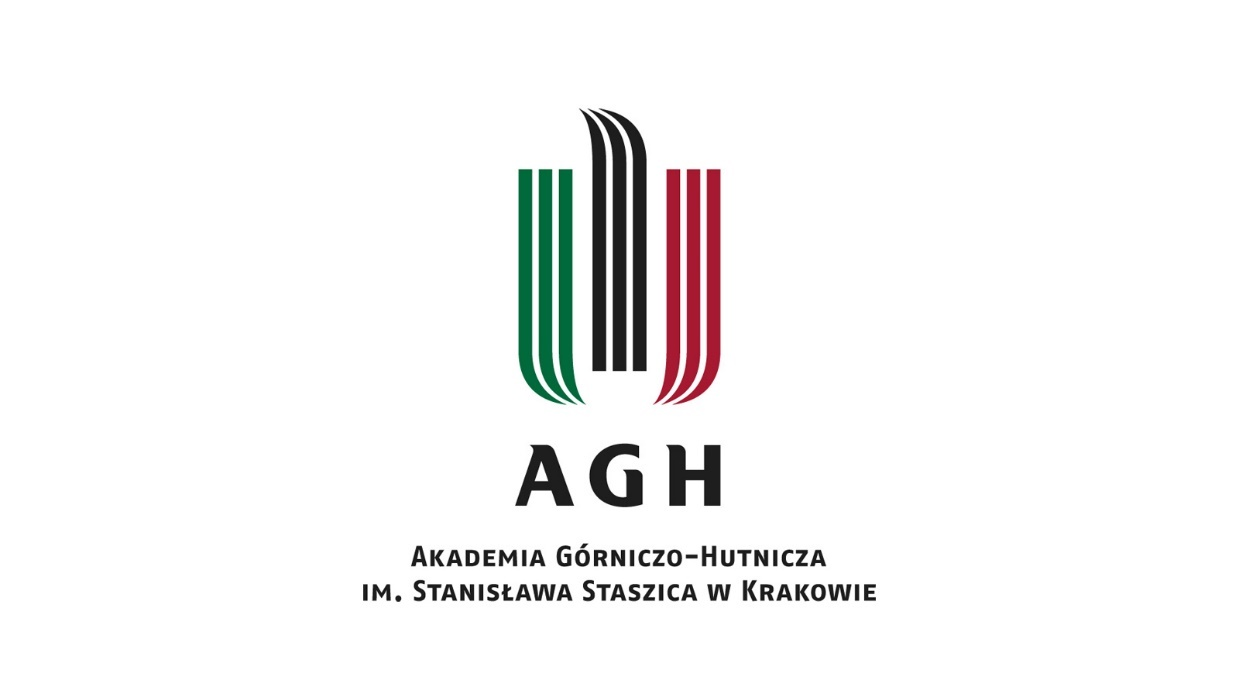 AGH
Akademia Górniczo-Hutnicza
im. Stanisława Staszica w Krakowie